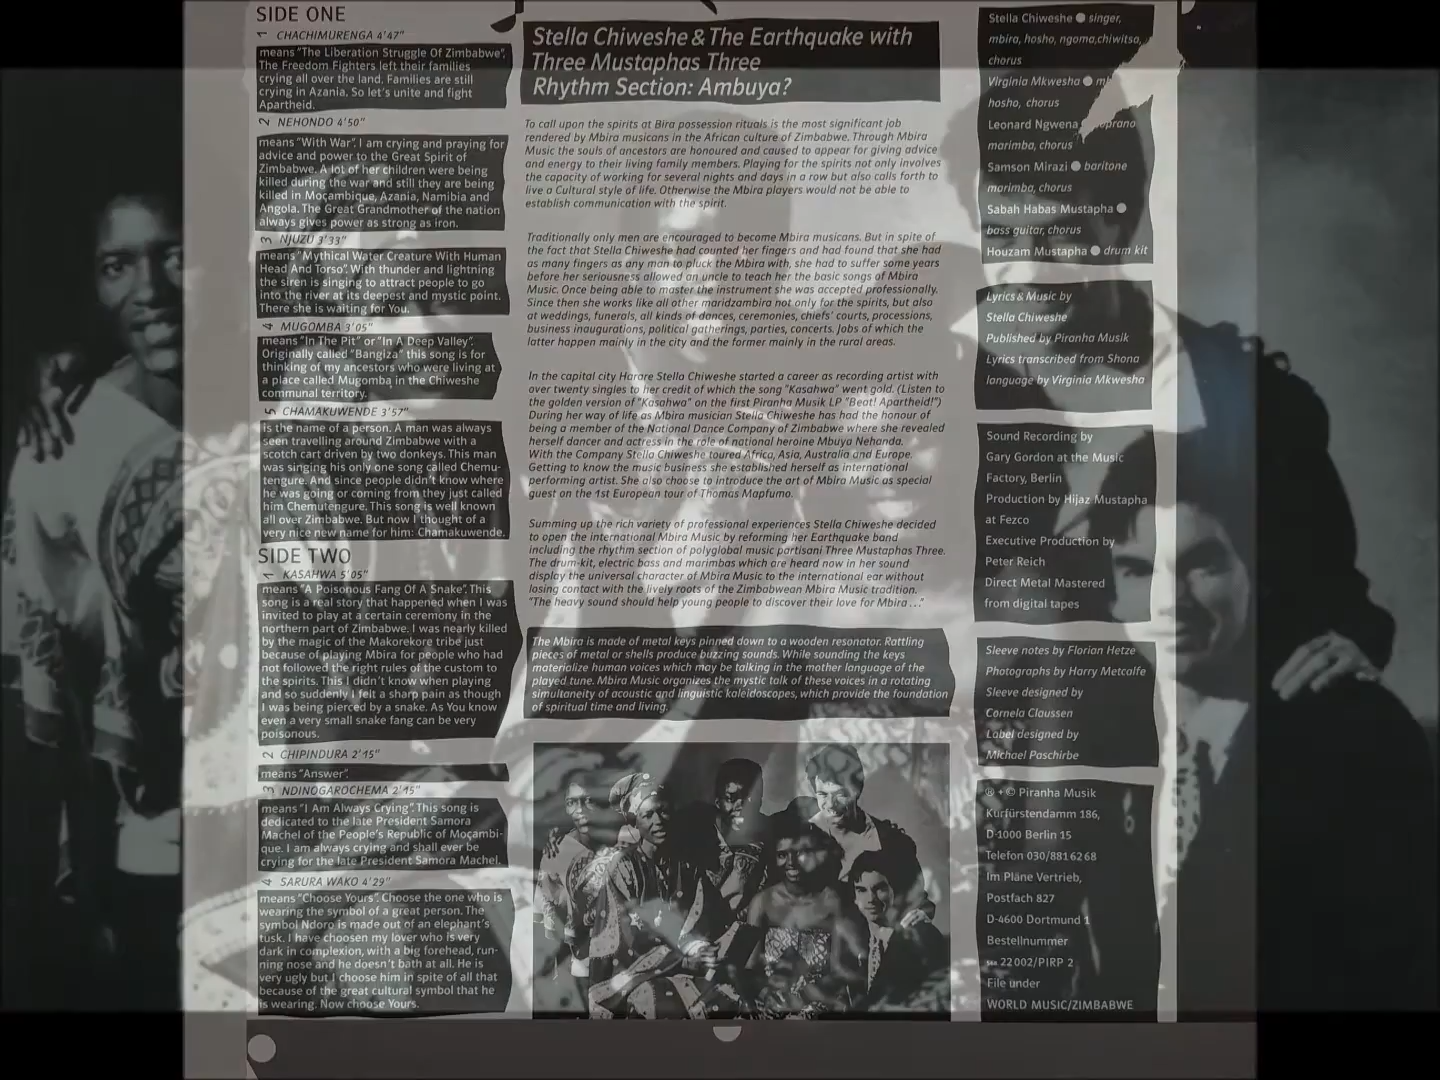 SIDE ONE
1 CHACHIMURENGA 4'47"
means "The Liberation Struggle Of Zimbabwe".
The Freedom Fighters left their families
crying all over the land. Families are still
crying in Azania. So let's unite and fight
Apartheid.
2 NEHONDO 4'50"
means "With War". I am crying and praying for
advice and power to the Great Spirit of
Zimbabwe. A lot of her children were being
killed during the war and still they are being
killed in Moçambique, Azania, Namibia and
Angola. The Great Grandmother of the nation
always gives power as strong as iron.
3 NJUZU 3'33"
means "Mythical Water Creature With Human
Head And Torso". With thunder and lightning
the siren is singing to attract people to go
into the river at its deepest and mystic point.
There she is waiting for You.
4 MUGOMBA 3'05"
means "In The Pit" or "In A Deep Valley".
Originally called "Bangiza" this song is for
thinking of my ancestors who were living at
a place called Mugomba in the Chiweshe
communal territory.
5 CHAMAKUWENDE 3'57"
is the name of a person. A man was always
seen travelling around Zimbabwe with a
scotch cart driven by two donkeys. This man
was singing his only one song called Chemu-
tengure. And since people didn't know where
he was going or coming from they just called
him Chemutengure. This song is well known
all over Zimbabwe. But now I thought of a
very nice new name for him: Chamakuwende.
SIDE TWO
1 KASAHWA 5'05"
means "A Poisonous Fang Of A Snake". This
song is a real story that happened when I was
invited to play at a certain ceremony in the
northern part of Zimbabwe. I was nearly killed
by the magic of the Makorekore tribe just
because of playing Mbira for people who had
not followed the right rules of the custom to
the spirits. This I didn't know when playing
and so suddenly I felt a sharp pain as though
I was being pierced by a snake. As You know
even a very small snake fang can be very
poisonous.
2 CHIPINDURA 2'15"
means "Answer".
3 NDINOGAROCHEMA 2'15"
means "I Am Always Crying". This song is
dedicated to the late President Samora
Machel of the People's Republic of Moçambi-
que. I am always crying and shall ever be
crying for the late President Samora Machel.
4 SARURA WAKO 4'29"
means "Choose Yours". Choose the one who is
wearing the symbol of a great person. The
symbol Ndoro is made out of an elephant's
tusk. I have choosen my lover who is very
dark in complexion, with a big forehead, run-
ning nose and he doesn't bath at all. He is
very ugly but I choose him in spite of all that
because of the great cultural symbol that he
is wearing. Now choose Yours.
Stella Chiweshe & The Earthquake with
Three Mustaphas Three
Rhythm Section: Ambuya?
To call upon the spirits at Bira possession rituals is the most significant job
rendered by Mbira musicans in the African culture of Zimbabwe. Through Mbira
Music the souls of ancestors are honoured and caused to appear for giving advice
and energy to their living family members. Playing for the spirits not only involves
the capacity of working for several nights and days in a row but also calls forth to
live a Cultural style of life. Otherwise the Mbira players would not be able to
establish communication with the spirit.
Traditionally only men are encouraged to become Mbira musicans. But in spite of
the fact that Stella Chiweshe had counted her fingers and had found that she had
as many fingers as any man to pluck the Mbira with, she had to suffer some years
before her seriousness allowed an uncle to teach her the basic songs of Mbira
Music. Once being able to master the instrument she was accepted professionally.
Since then she works like all other maridzambira not only for the spirits, but also
at weddings, funerals, all kinds of dances, ceremonies, chiefs' courts, processions,
business inaugurations, political gatherings, parties, concerts. Jobs of which the
latter happen mainly in the city and the former mainly in the rural areas.
In the capital city Harare Stella Chiweshe started a career as recording artist with
over twenty singles to her credit of which the song "Kasahwa" went gold. (Listen to
the golden version of "Kasahwa" on the first Piranha Musik LP "Beat! Apartheid!")
During her way of life as Mbira musician Stella Chiweshe has had the honour of
being a member of the National Dance Company of Zimbabwe where she revealed
herself dancer and actress in the role of national heroine Mbuya Nehanda.
With the Company Stella Chiweshe toured Africa, Asia, Australia and Europe.
Getting to know the music business she established herself as international
performing artist. She also choose to introduce the art of Mbira Music as special
guest on the 1st European tour of Thomas Mapfumo.
Summing up the rich variety of professional experiences Stella Chiweshe decided
to open the international Mbira Music by reforming her Earthquake band
including the rhythm section of polyglobal music partisani Three Mustaphas Three.
The drum-kit, electric bass and marimbas which are heard now in her sound
display the universal character of Mbira Music to the international ear without
losing contact with the lively roots of the Zimbabwean Mbira Music tradition.
"The heavy sound should help young people to discover their love for Mbira . . ."
The Mbira is made of metal keys pinned down to a wooden resonator. Rattling
pieces of metal or shells produce buzzing sounds. While sounding the keys
materialize human voices which may be talking in the mother language of the
played tune. Mbira Music organizes the mystic talk of these voices in a rotating
simultaneity of acoustic and linguistic kaleidoscopes, which provide the foundation
of spiritual time and living.
Stella Chiweshe ● singer,
mbira, hosho, ngoma, chiwitsa,
chorus
Virginia Mkwesha ●
hosho, chorus
Leonard Ngwena soprano
marimba, chorus
Samson Mirazi ● baritone
marimba, chorus
Sabah Habas Mustapha ●
bass guitar, chorus
Houzam Mustapha ● drum kit
Lyrics & Music by
Stella Chiweshe
Published by Piranha Musik
Lyrics transcribed from Shona
language by Virginia Mkwesha
Sound Recording by
Gary Gordon at the Music
Factory, Berlin
Production by Hijaz Mustapha
at Fezco
Executive Production by
Peter Reich
Direct Metal Mastered
from digital tapes
Sleeve notes by Florian Hetze
Photographs by Harry Metcalfe
Sleeve designed by
Cornela Claussen
Label designed by
Michael Paschirbe
℗ + © Piranha Musik
Kurfürstendamm 186,
D-1000 Berlin 15
Telefon 030/881 62 68
Im Pläne Vertrieb,
Postfach 827
D-4600 Dortmund 1
Bestellnummer
22 002/PIRP 2
File under
WORLD MUSIC/ZIMBABWE